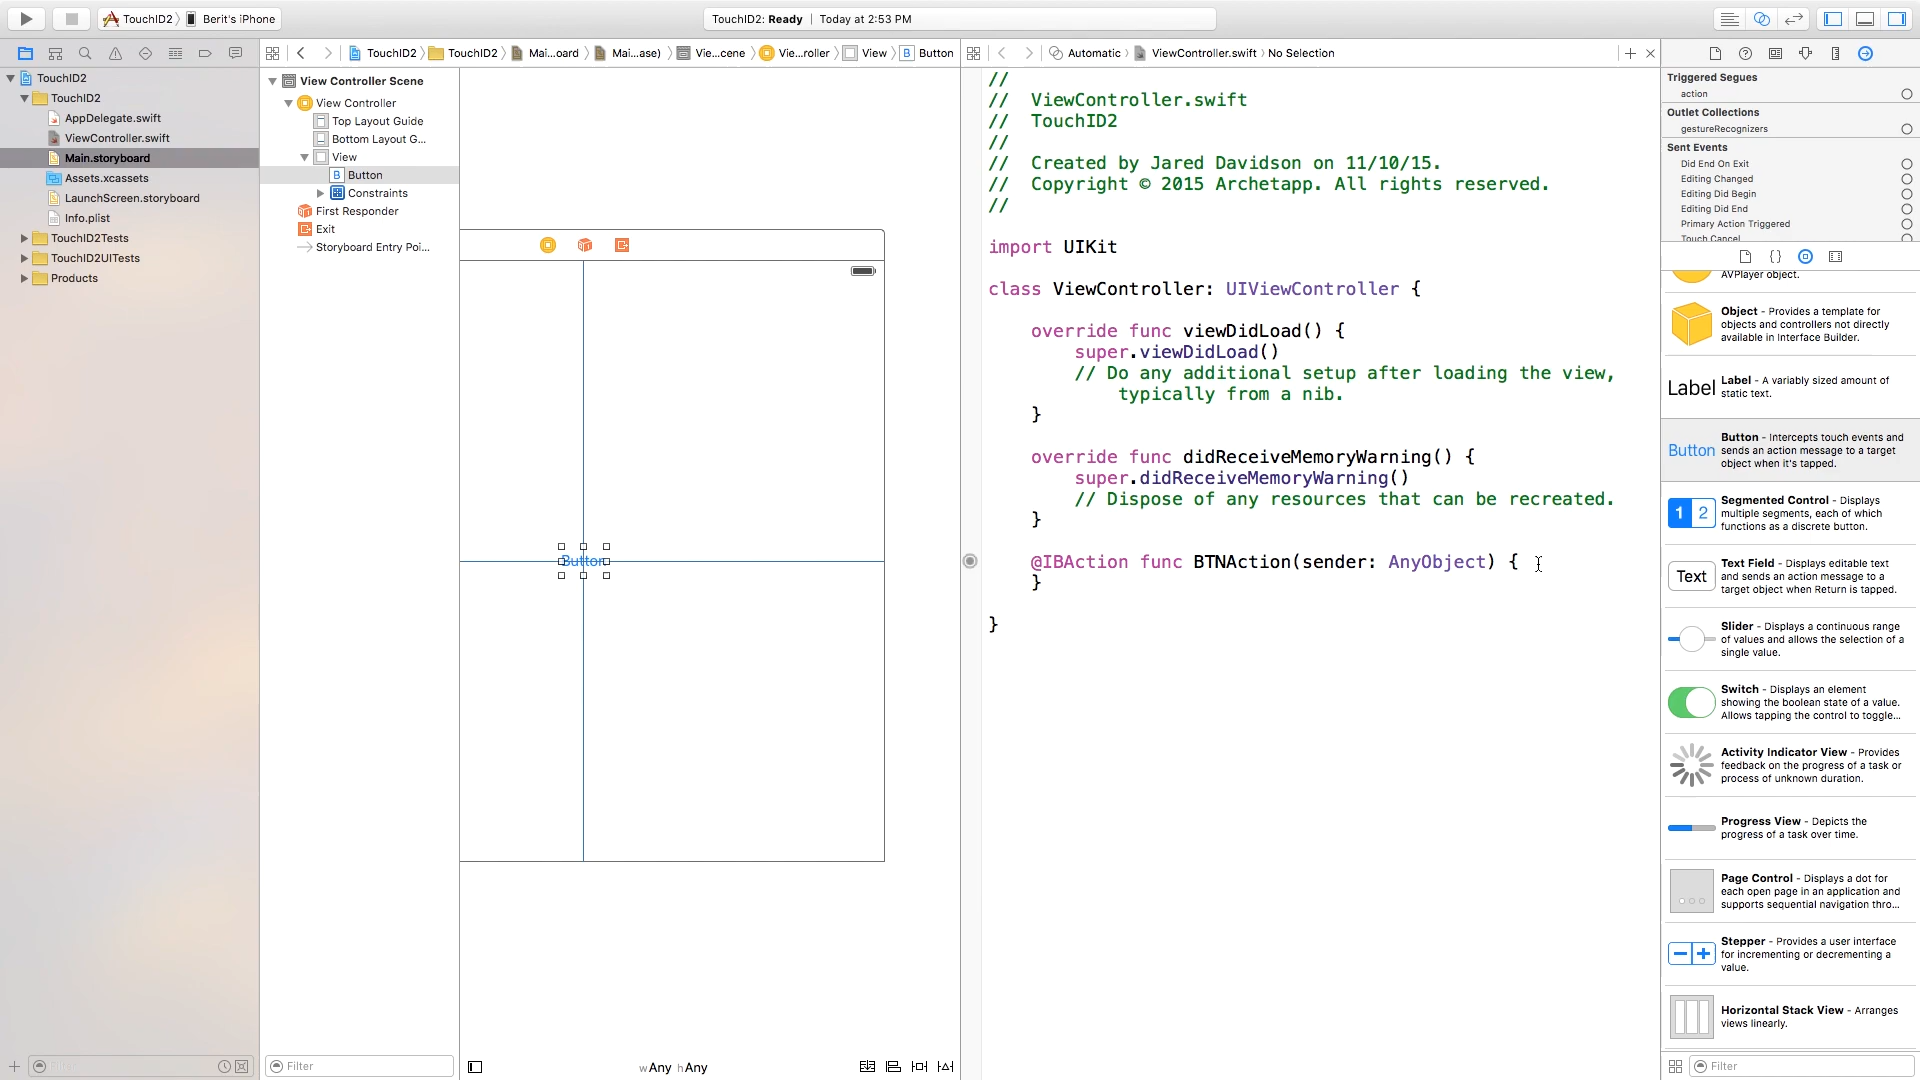 TouchID2 Berit's iPhone
TouchID2: Ready Today at 2:53 PM
TouchID2 TouchID2 Mai...oard Mai...ase) Vie...cene Vie...roller View B Button
Automatic ViewController.swift No Selection
TouchID2
TouchID2
AppDelegate.swift
ViewController.swift
Main.storyboard
Assets.xcassets
LaunchScreen.storyboard
Info.plist
TouchID2Tests
TouchID2UITests
Products
View Controller Scene
View Controller
Top Layout Guide
Bottom Layout G...
View
B Button
Constraints
First Responder
Exit
Storyboard Entry Poi...
Button
//
// ViewController.swift
// TouchID2
//
// Created by Jared Davidson on 11/10/15.
// Copyright © 2015 Archetapp. All rights reserved.
//
import UIKit
class ViewController: UIViewController {
override func viewDidLoad() {
super.viewDidLoad()
// Do any additional setup after loading the view,
typically from a nib.
}
override func didReceiveMemoryWarning() {
super.didReceiveMemoryWarning()
// Dispose of any resources that can be recreated.
}
@IBAction func BTNAction(sender: AnyObject) {
}
}
Triggered Segues
action
Outlet Collections
gestureRecognizers
Sent Events
Did End On Exit
Editing Changed
Editing Did Begin
Editing Did End
Primary Action Triggered
Touch Cancel
{ }
AVPlayer object.
Object - Provides a template for
objects and controllers not directly
available in Interface Builder.
Label Label - A variably sized amount of
static text.
Button Button - Intercepts touch events and
sends an action message to a target
object when it's tapped.
1 2 Segmented Control - Displays
multiple segments, each of which
functions as a discrete button.
Text Text Field - Displays editable text
and sends an action message to a
target object when Return is tapped.
Slider - Displays a continuous range
of values and allows the selection of a
single value.
Switch - Displays an element
showing the boolean state of a value.
Allows tapping the control to toggle...
Activity Indicator View - Provides
feedback on the progress of a task or
process of unknown duration.
Progress View - Depicts the
progress of a task over time.
Page Control - Displays a dot for
each open page in an application and
supports sequential navigation thro...
Stepper - Provides a user interface
for incrementing or decrementing a
value.
Horizontal Stack View - Arranges
views linearly.
Filter
wAny hAny
Filter